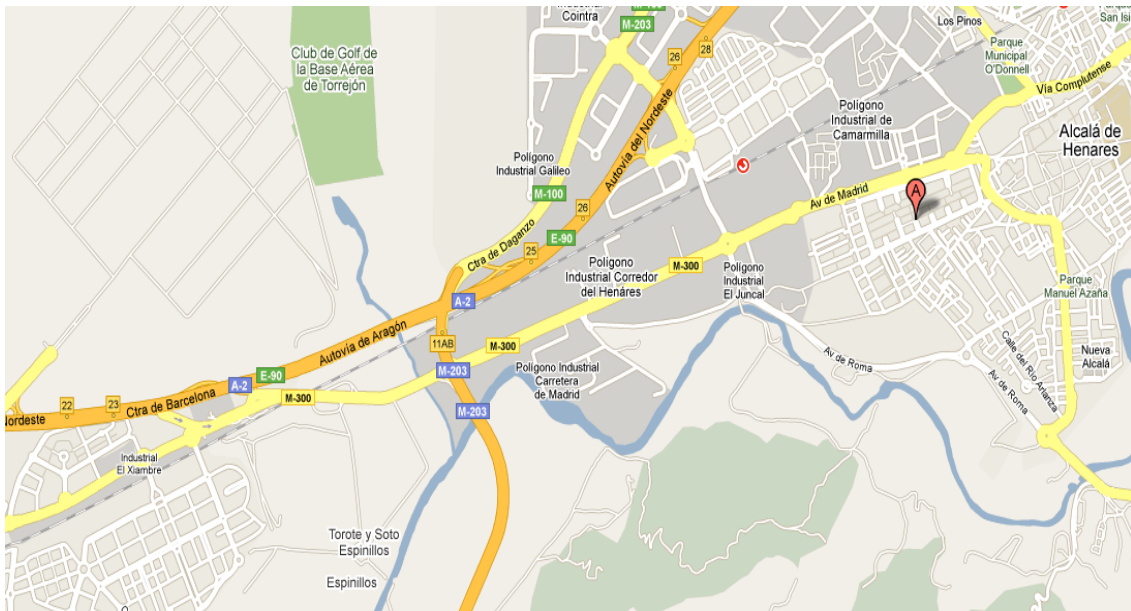 Industrial
Cointra
M-100
M-203
28
26
Los Pinos
Parque
San Isi
Parque
Municipal
O'Donnell
Vía Complutense
Club de Golf de
la Base Aérea
de Torrejón
Polígono
Industrial de
Camarmilla
Alcalá de
Henares
Autovía del Nordeste
Polígono
Industrial Galileo
M-100
Av de Madrid
A
26
E-90
Ctra de Daganzo
25
Polígono
Industrial Corredor
del Henáres
M-300
Polígono
Industrial
El Juncal
Parque
Manuel Azaña
A-2
Autovía de Aragón
11AB
M-300
M-203
Polígono Industrial
Carretera
de Madrid
Av de Roma
Calle del Río Arlanza
Nueva
Alcalá
Av de Roma
E-90
A-2
M-300
M-203
Ctra de Barcelona
23
22
Nordeste
Industrial
El Xiambre
Torote y Soto
Espinillos
Espinillos